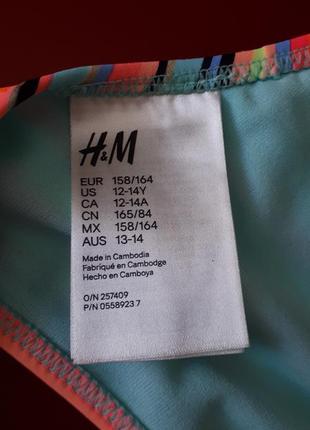 H&M
EUR 158/164
US 12-14Y
CA 12-14A
CN 165/84
MX 158/164
AUS 13-14
Made in Cambodia
Fabriqué en Cambodge
Hecho en Camboya
O/N 257409
P/N 0558923 7